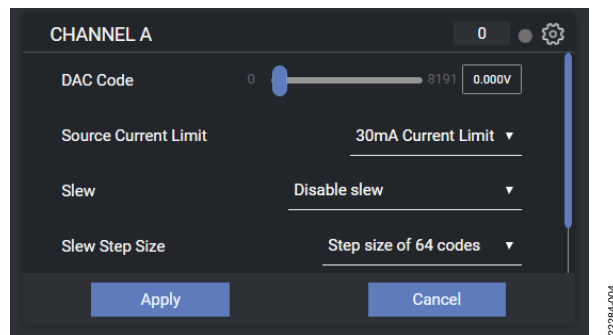 CHANNEL A 0
DAC Code 0 8191 0.000V
Source Current Limit 30mA Current Limit
Slew Disable slew
Slew Step Size Step size of 64 codes
Apply Cancel